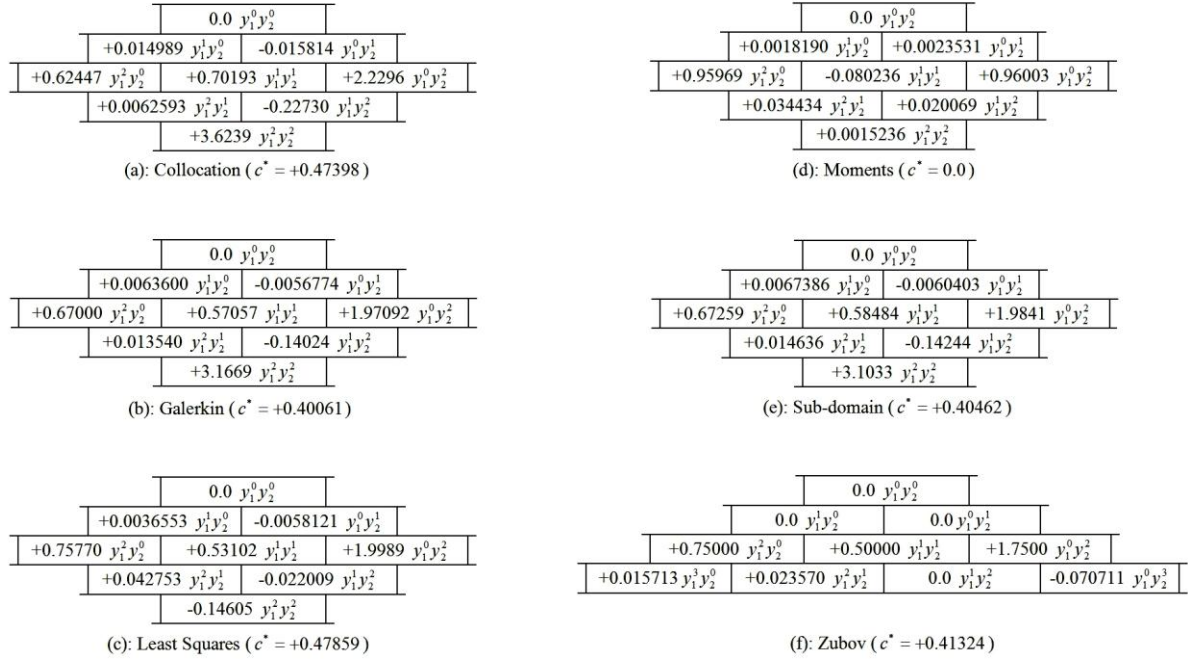 0.0 y₁⁰y₂⁰
+0.014989 y₁¹y₂⁰ -0.015814 y₁⁰y₂¹
+0.62447 y₁²y₂⁰ +0.70193 y₁¹y₂¹ +2.2296 y₁⁰y₂²
+0.0062593 y₁²y₂¹ -0.22730 y₁¹y₂²
+3.6239 y₁²y₂²
(a): Collocation ( c* = +0.47398)
0.0 y₁⁰y₂⁰
+0.0018190 y₁¹y₂⁰ +0.0023531 y₁⁰y₂¹
+0.95969 y₁²y₂⁰ -0.080236 y₁¹y₂¹ +0.96003 y₁⁰y₂²
+0.034434 y₁²y₂¹ +0.020069 y₁¹y₂²
+0.0015236 y₁²y₂²
(d): Moments ( c* = 0.0)
0.0 y₁⁰y₂⁰
+0.0063600 y₁¹y₂⁰ -0.0056774 y₁⁰y₂¹
+0.67000 y₁²y₂⁰ +0.57057 y₁¹y₂¹ +1.97092 y₁⁰y₂²
+0.013540 y₁²y₂¹ -0.14024 y₁¹y₂²
+3.1669 y₁²y₂²
(b): Galerkin ( c* = +0.40061)
0.0 y₁⁰y₂⁰
+0.0067386 y₁¹y₂⁰ -0.0060403 y₁⁰y₂¹
+0.67259 y₁²y₂⁰ +0.58484 y₁¹y₂¹ +1.9841 y₁⁰y₂²
+0.014636 y₁²y₂¹ -0.14244 y₁¹y₂²
+3.1033 y₁²y₂²
(e): Sub-domain ( c* = +0.40462)
0.0 y₁⁰y₂⁰
+0.0036553 y₁¹y₂⁰ -0.0058121 y₁⁰y₂¹
+0.75770 y₁²y₂⁰ +0.53102 y₁¹y₂¹ +1.9989 y₁⁰y₂²
+0.042753 y₁²y₂¹ -0.022009 y₁¹y₂²
-0.14605 y₁²y₂²
(c): Least Squares ( c* = +0.47859)
0.0 y₁⁰y₂⁰
0.0 y₁¹y₂⁰ 0.0 y₁⁰y₂¹
+0.75000 y₁²y₂⁰ +0.50000 y₁¹y₂¹ +1.7500 y₁⁰y₂²
+0.015713 y₁³y₂⁰ +0.023570 y₁²y₂¹ 0.0 y₁¹y₂² -0.070711 y₁⁰y₂³
(f): Zubov ( c* = +0.41324)